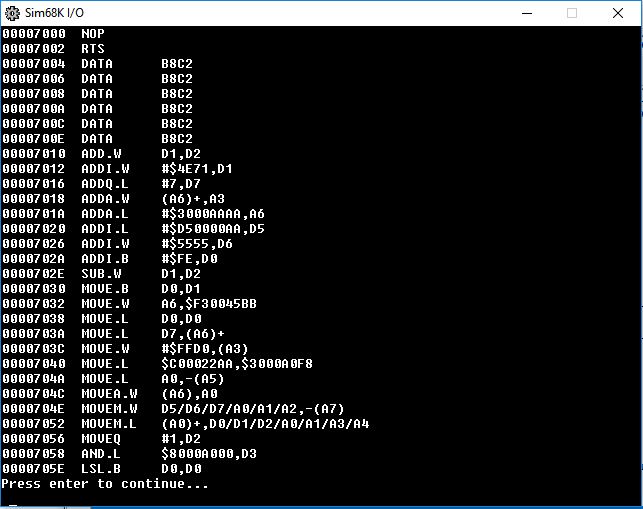 Sim68K I/O
00007000 NOP
00007002 RTS
00007004 DATA B8C2
00007006 DATA B8C2
00007008 DATA B8C2
0000700A DATA B8C2
0000700C DATA B8C2
0000700E DATA B8C2
00007010 ADD.W D1,D2
00007012 ADDI.W #$4E71,D1
00007016 ADDQ.L #7,D7
00007018 ADDA.W (A6)+,A3
0000701A ADDA.L #$3000AAAA,A6
00007020 ADDI.L #$D50000AA,D5
00007026 ADDI.W #$5555,D6
0000702A ADDI.B #$FE,D0
0000702E SUB.W D1,D2
00007030 MOVE.B D0,D1
00007032 MOVE.W A6,$F30045BB
00007038 MOVE.L D0,D0
0000703A MOVE.L D7,(A6)+
0000703C MOVE.W #$FFD0,(A3)
00007040 MOVE.L $C00022AA,$3000A0F8
0000704A MOVE.L A0,-(A5)
0000704C MOVEA.W (A6),A0
0000704E MOVEM.W D5/D6/D7/A0/A1/A2,-(A7)
00007052 MOVEM.L (A0)+,D0/D1/D2/A0/A1/A3/A4
00007056 MOVEQ #1,D2
00007058 AND.L $8000A000,D3
0000705E LSL.B D0,D0
Press enter to continue...